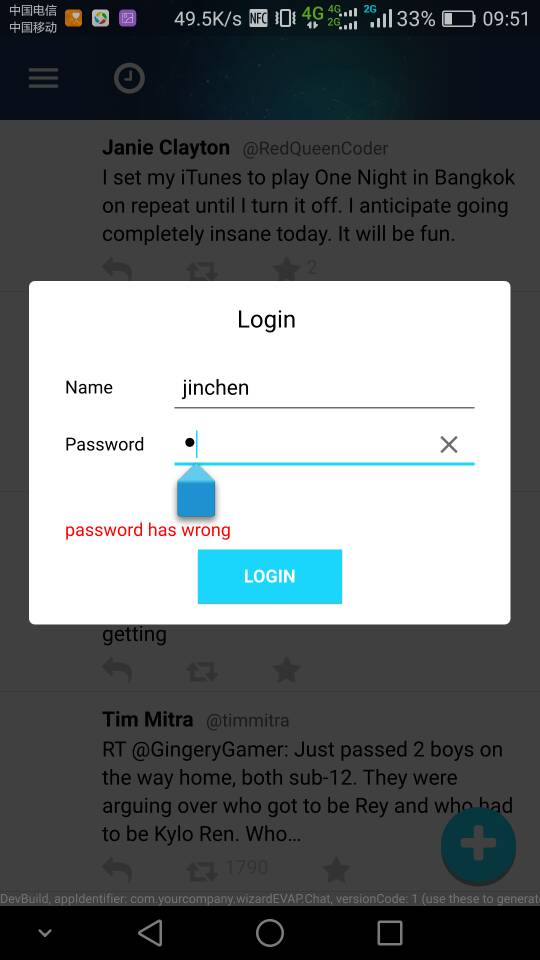 中国电信
中国移动
49.5K/s NFC 4G 4G 2G 2G 33% 09:51
Janie Clayton @RedQueenCoder
I set my iTunes to play One Night in Bangkok
on repeat until I turn it off. I anticipate going
completely insane today. It will be fun.
2
Login
Name jinchen
Password
password has wrong
LOGIN
getting
Tim Mitra @timmitra
RT @GingeryGamer: Just passed 2 boys on
the way home, both sub-12. They were
arguing over who got to be Rey and who had
to be Kylo Ren. Who…
1790
DevBuild, appIdentifier: com.yourcompany.wizardEVAP.Chat, versionCode: 1 (use these to generat